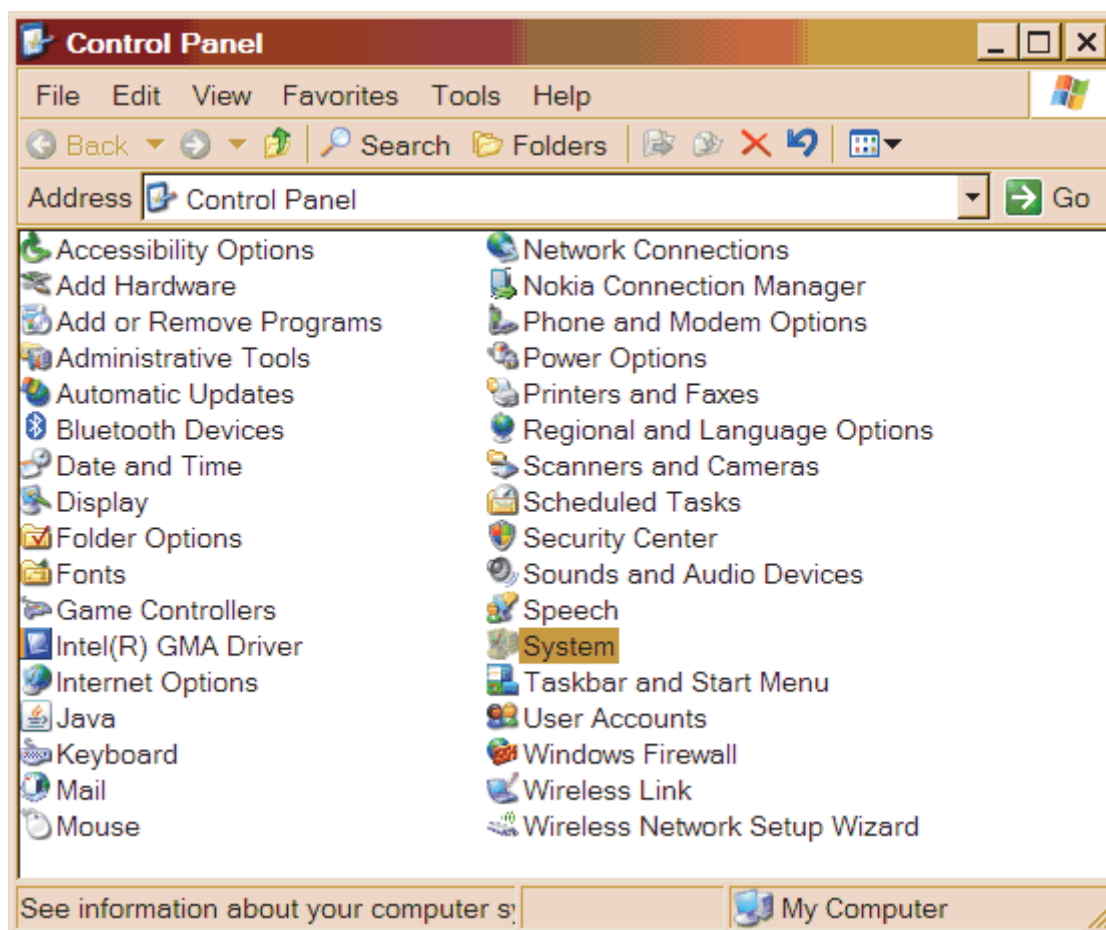 Control Panel
File Edit View Favorites Tools Help
Back Search Folders
Address Control Panel Go
Accessibility Options
Add Hardware
Add or Remove Programs
Administrative Tools
Automatic Updates
Bluetooth Devices
Date and Time
Display
Folder Options
Fonts
Game Controllers
Intel(R) GMA Driver
Internet Options
Java
Keyboard
Mail
Mouse
Network Connections
Nokia Connection Manager
Phone and Modem Options
Power Options
Printers and Faxes
Regional and Language Options
Scanners and Cameras
Scheduled Tasks
Security Center
Sounds and Audio Devices
Speech
System
Taskbar and Start Menu
User Accounts
Windows Firewall
Wireless Link
Wireless Network Setup Wizard
See information about your computer My Computer